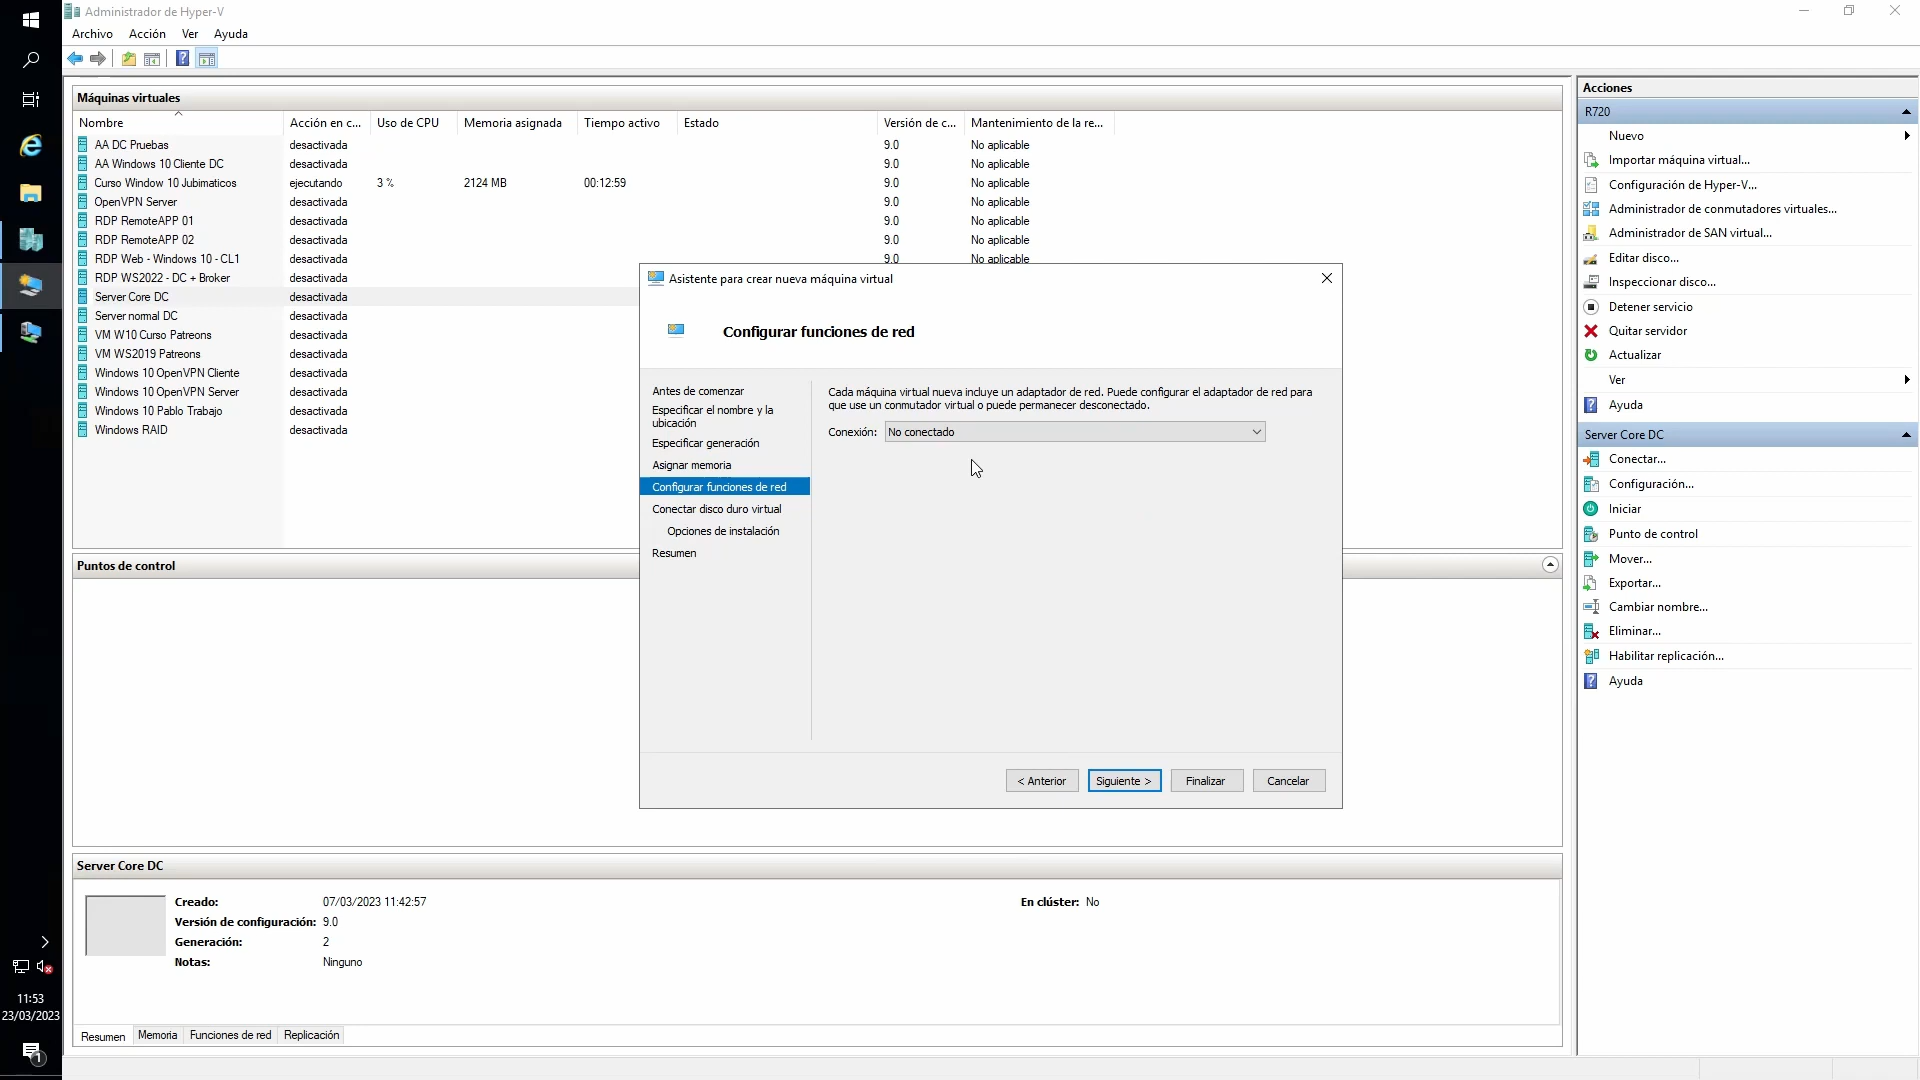 Administrador de Hyper-V
Archivo Acción Ver Ayuda
Máquinas virtuales
Nombre Acción en c... Uso de CPU Memoria asignada Tiempo activo Estado Versión de c... Mantenimiento de la re...
AA DC Pruebas desactivada 9.0 No aplicable
AA Windows 10 Cliente DC desactivada 9.0 No aplicable
Curso Window 10 Jubimaticos ejecutando 3 % 2124 MB 00:12:59 9.0 No aplicable
OpenVPN Server desactivada 9.0 No aplicable
RDP RemoteAPP 01 desactivada 9.0 No aplicable
RDP RemoteAPP 02 desactivada 9.0 No aplicable
RDP Web - Windows 10 - CL1 desactivada 9.0 No aplicable
RDP WS2022 - DC + Broker desactivada
Server Core DC desactivada
Server normal DC desactivada
VM W10 Curso Patreons desactivada
VM WS2019 Patreons desactivada
Windows 10 OpenVPN Cliente desactivada
Windows 10 OpenVPN Server desactivada
Windows 10 Pablo Trabajo desactivada
Windows RAID desactivada
Puntos de control
Asistente para crear nueva máquina virtual
Configurar funciones de red
Antes de comenzar
Especificar el nombre y la
ubicación
Especificar generación
Asignar memoria
Configurar funciones de red
Conectar disco duro virtual
Opciones de instalación
Resumen
Cada máquina virtual nueva incluye un adaptador de red. Puede configurar el adaptador de red para
que use un conmutador virtual o puede permanecer desconectado.
Conexión: No conectado
< Anterior Siguiente > Finalizar Cancelar
Server Core DC
Creado: 07/03/2023 11:42:57 En clúster: No
Versión de configuración: 9.0
Generación: 2
Notas: Ninguno
Resumen Memoria Funciones de red Replicación
Acciones
R720
Nuevo
Importar máquina virtual...
Configuración de Hyper-V...
Administrador de conmutadores virtuales...
Administrador de SAN virtual...
Editar disco...
Inspeccionar disco...
Detener servicio
Quitar servidor
Actualizar
Ver
Ayuda
Server Core DC
Conectar...
Configuración...
Iniciar
Punto de control
Mover...
Exportar...
Cambiar nombre...
Eliminar...
Habilitar replicación...
Ayuda
11:53
23/03/2023
1